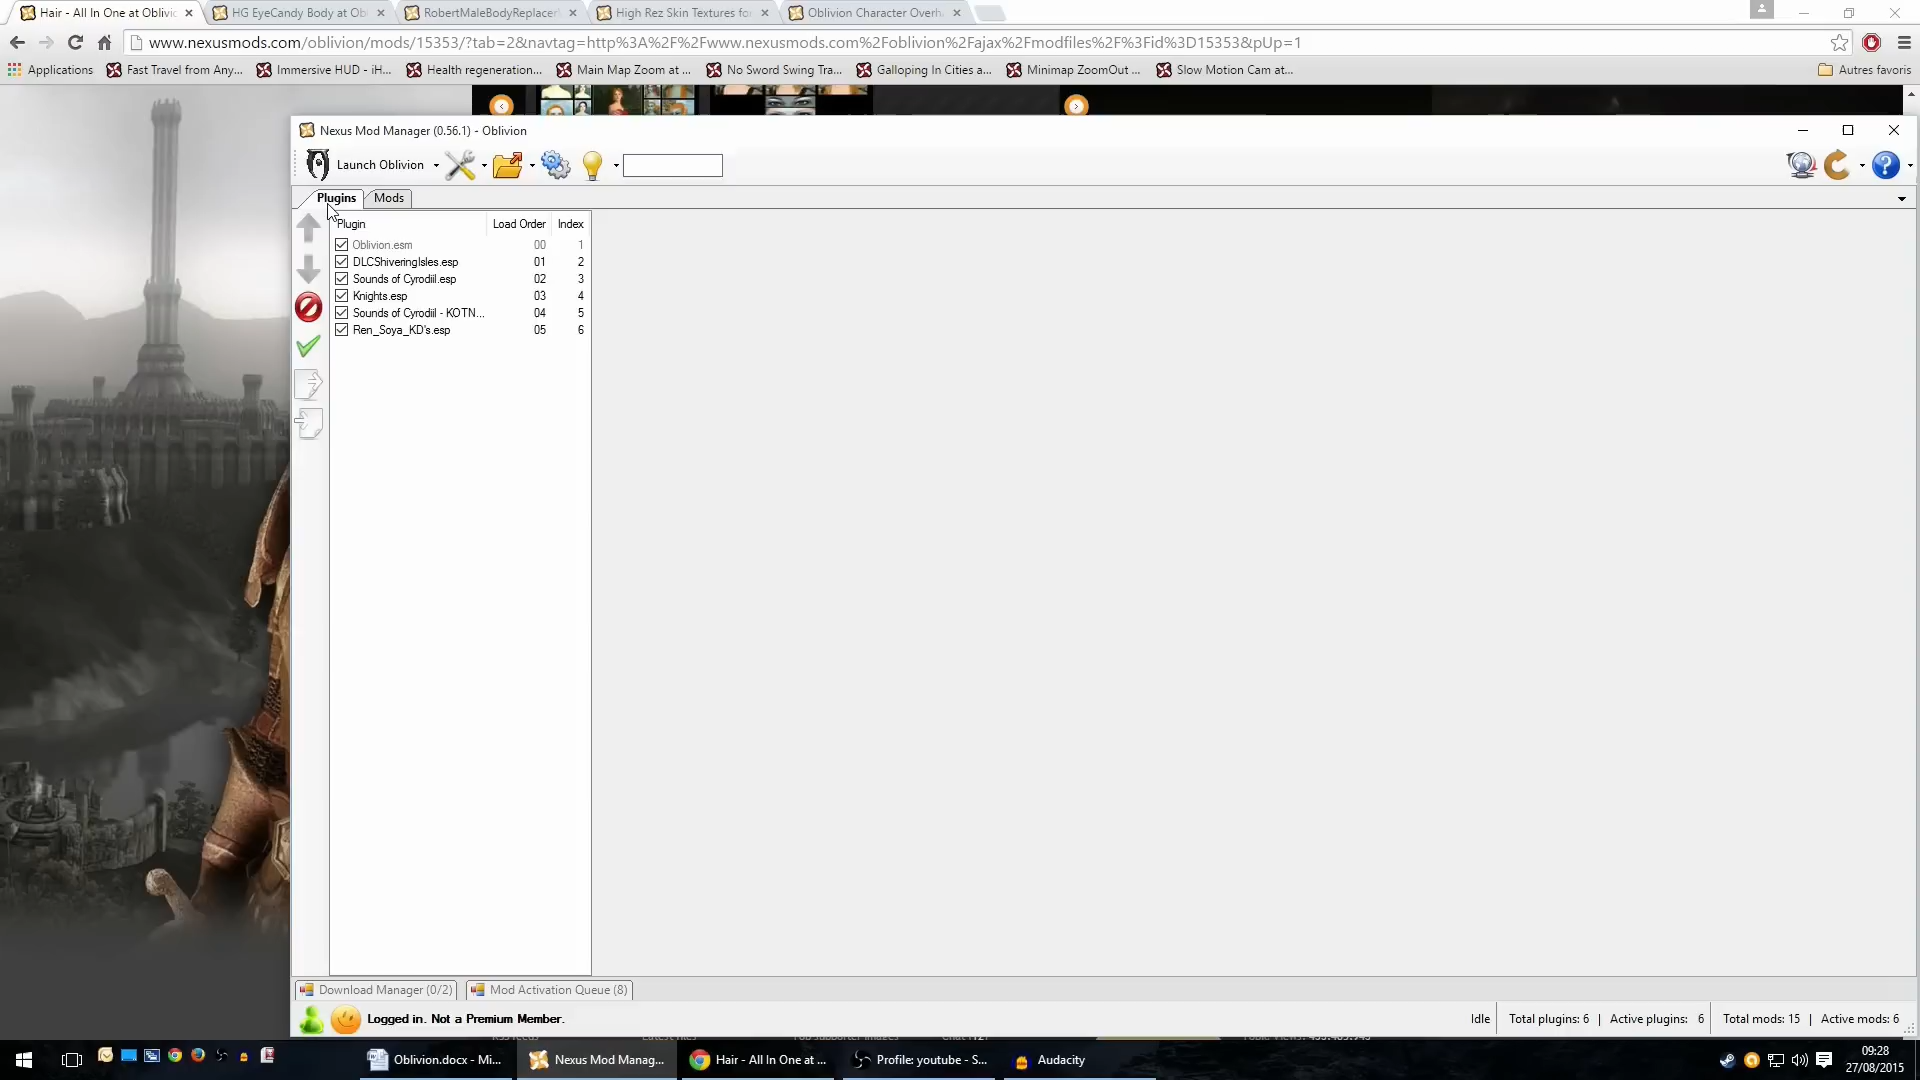 Hair - All In One at Oblivic
HG EyeCandy Body at Ob
RobertMaleBodyReplacer
High Rez Skin Textures fo
Oblivion Character Overh
www.nexusmods.com/oblivion/mods/15353/?tab=2&navtag=http%3A%2F%2Fwww.nexusmods.com%2Foblivion%2Fajax%2Fmodfiles%2F%3Fid%3D15353&pUp=1
Applications
Fast Travel from Any...
Immersive HUD - iH...
Health regeneration...
Main Map Zoom at ...
No Sword Swing Tra...
Galloping In Cities a...
Minimap ZoomOut ...
Slow Motion Cam at...
Autres favoris
Nexus Mod Manager (0.56.1) - Oblivion
Launch Oblivion
Plugins Mods
Plugin Load Order Index
Oblivion.esm 00 1
DLCShiveringIsles.esp 01 2
Sounds of Cyrodiil.esp 02 3
Knights.esp 03 4
Sounds of Cyrodiil - KOTN... 04 5
Ren_Soya_KD's.esp 05 6
Download Manager (0/2) Mod Activation Queue (8)
Logged in. Not a Premium Member.
Idle Total plugins: 6 | Active plugins: 6 Total mods: 15 | Active mods: 6
Oblivion.docx - Mi...
Nexus Mod Manag...
Hair - All In One at ...
Profile: youtube - S...
Audacity
09:28
27/08/2015